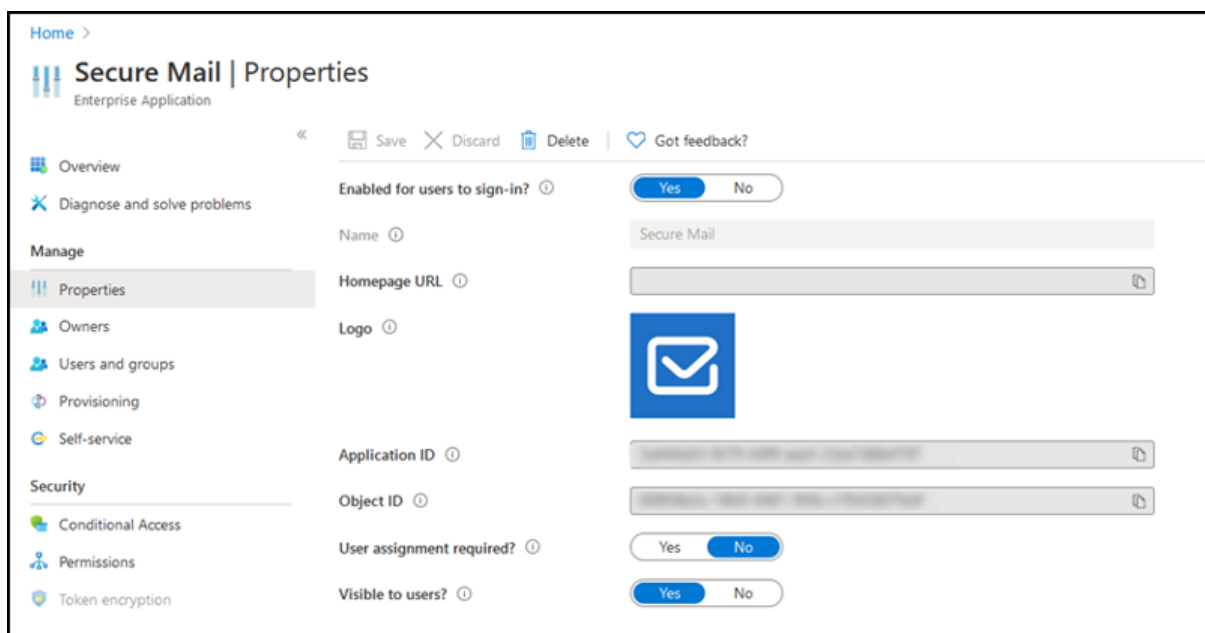 Home >
Secure Mail | Properties
Enterprise Application
«
Save Discard Delete Got feedback?
Overview
Diagnose and solve problems
Manage
Properties
Owners
Users and groups
Provisioning
Self-service
Security
Conditional Access
Permissions
Token encryption
Enabled for users to sign-in? Yes No
Name Secure Mail
Homepage URL
Logo
Application ID
Object ID
User assignment required? Yes No
Visible to users? Yes No